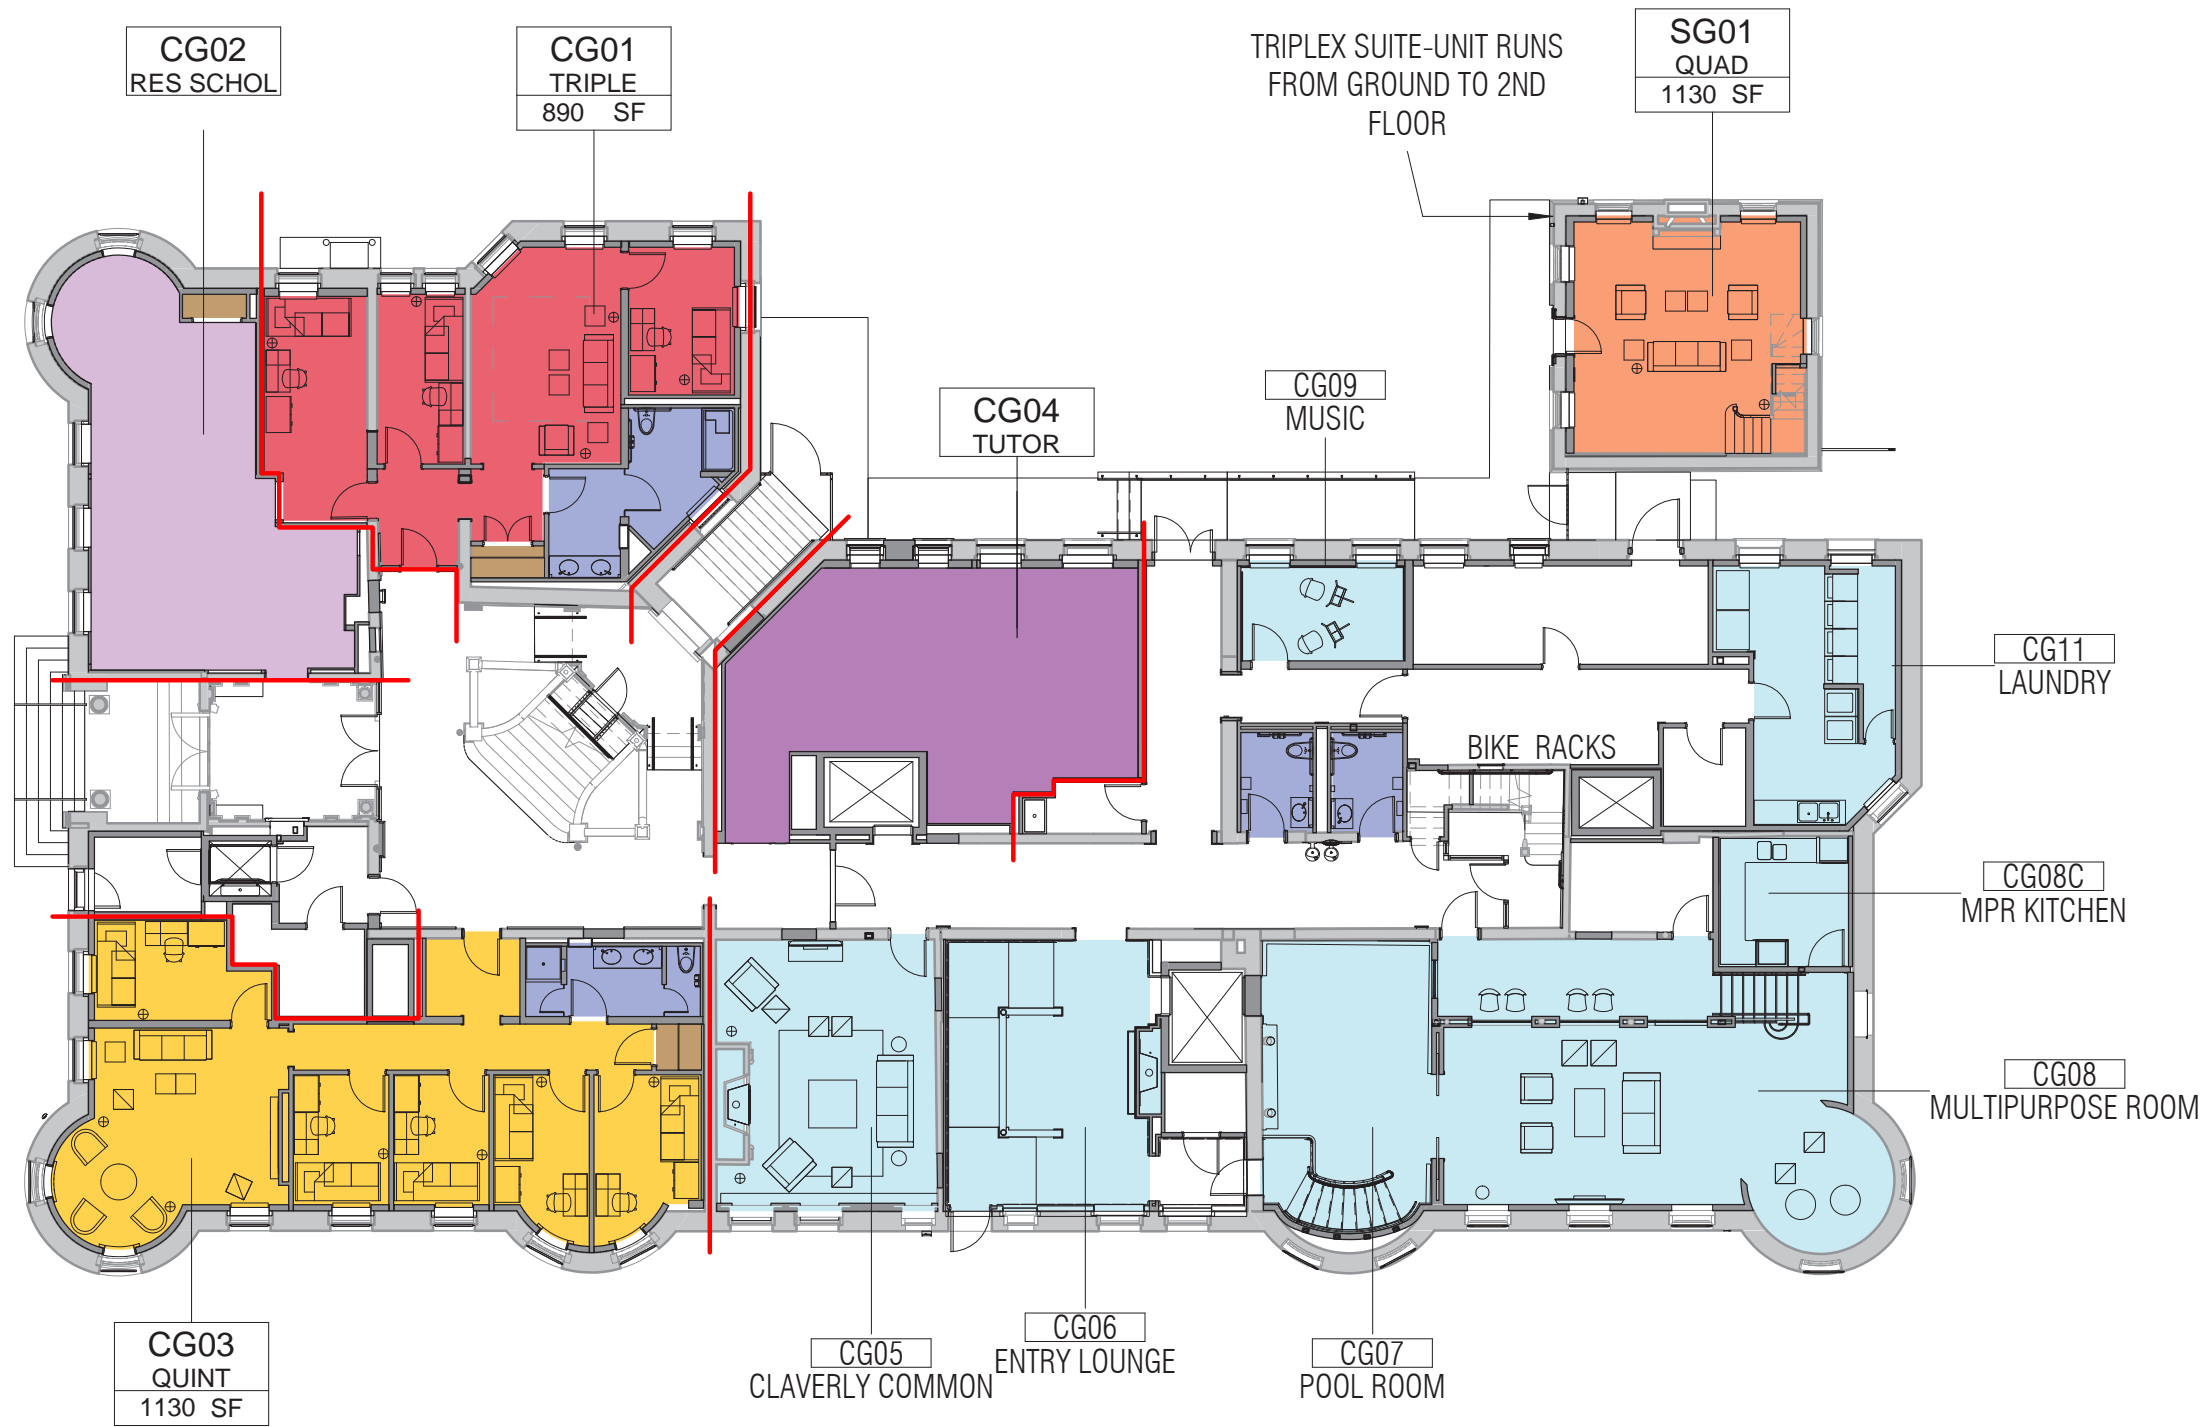 CG02
RES SCHOL
CG01
TRIPLE
890 SF
TRIPLEX SUITE-UNIT RUNS
FROM GROUND TO 2ND
FLOOR
SG01
QUAD
1130 SF
CG04
TUTOR
CG09
MUSIC
CG11
LAUNDRY
BIKE RACKS
CG08C
MPR KITCHEN
CG08
MULTIPURPOSE ROOM
CG03
QUINT
1130 SF
CG05
CLAVERLY COMMON
CG06
ENTRY LOUNGE
CG07
POOL ROOM